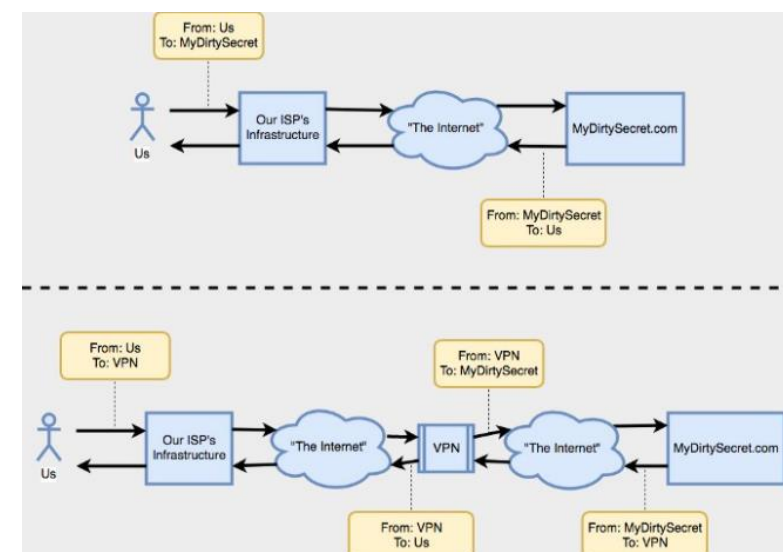 From: Us
To: MyDirtySecret
Our ISP's
Infrastructure
"The Internet"
MyDirtySecret.com
Us
From: MyDirtySecret
To: Us
From: Us
To: VPN
From: VPN
To: MyDirtySecret
Our ISP's
Infrastructure
"The Internet"
VPN
"The Internet"
MyDirtySecret.com
Us
From: VPN
To: Us
From: MyDirtySecret
To: VPN